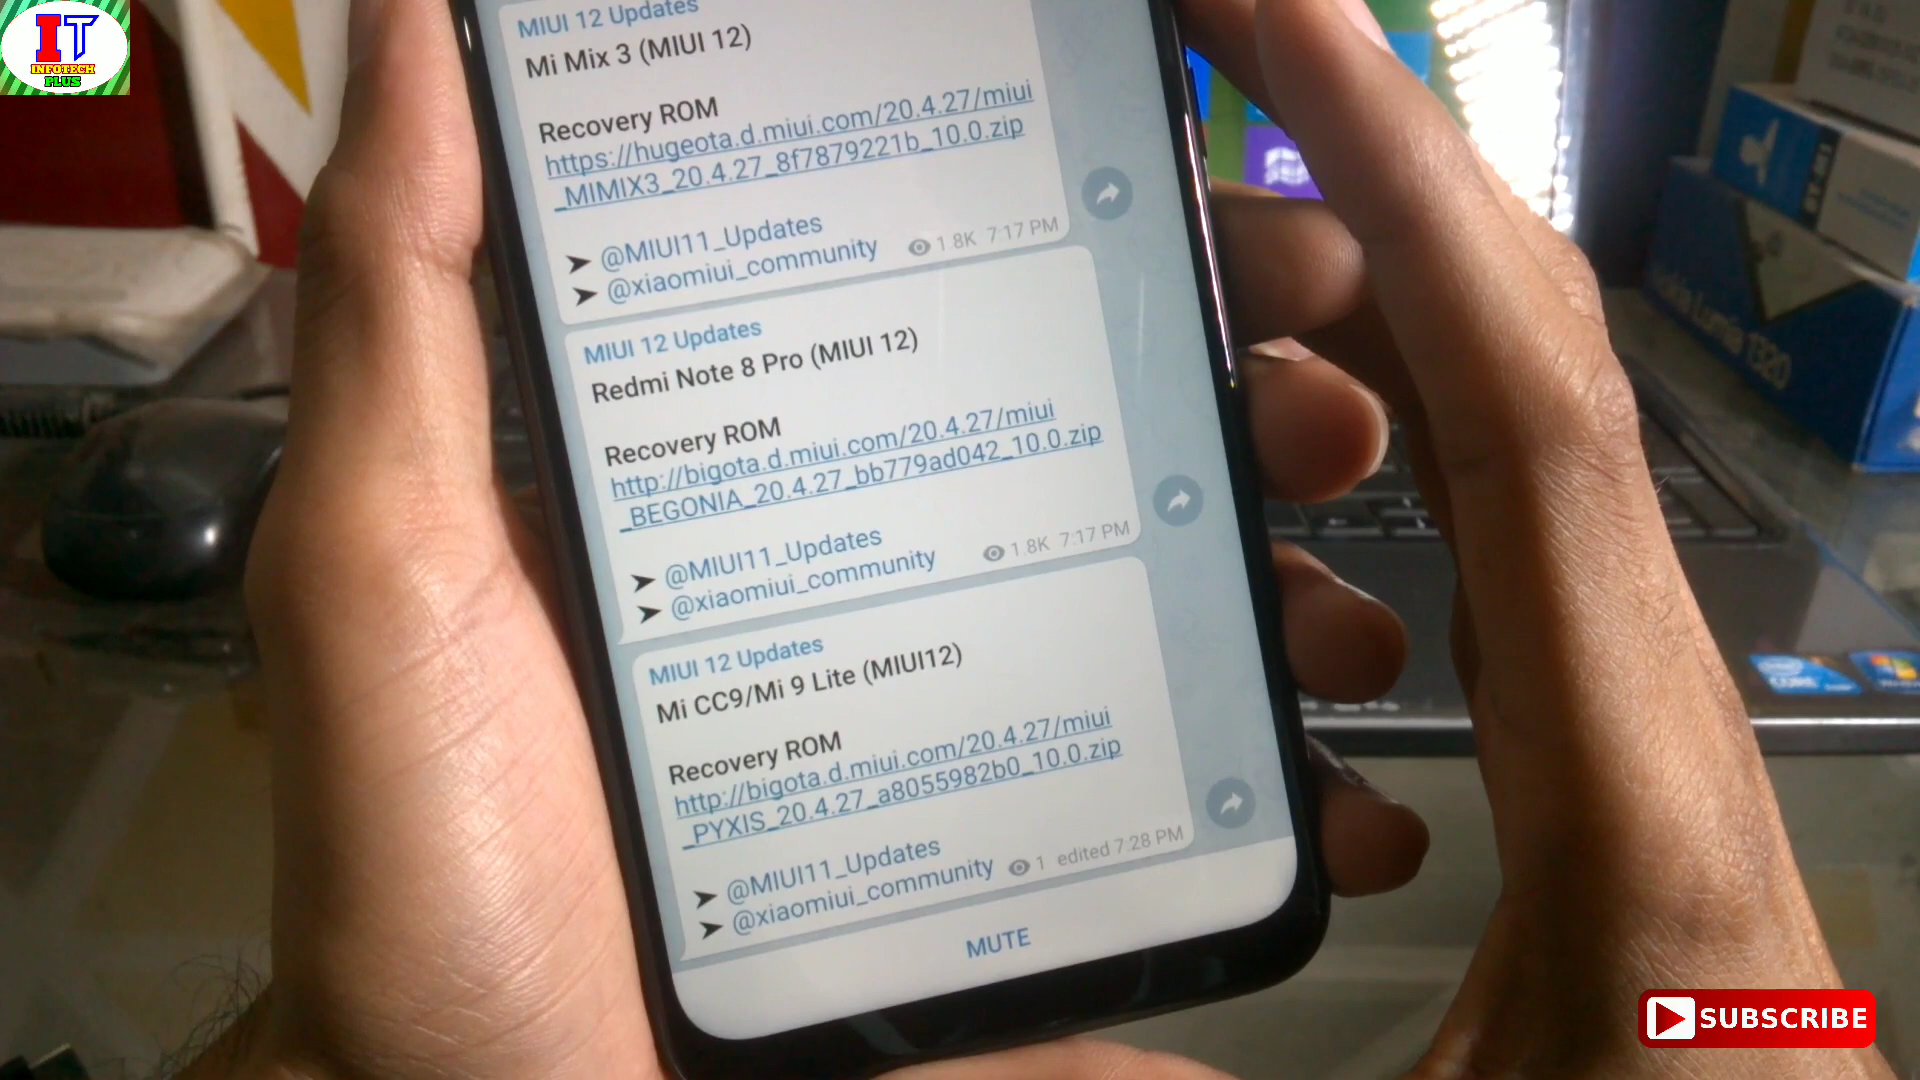 IT
INFOTECH
PLUS
MIUI 12 Updates
Mi Mix 3 (MIUI 12)
Recovery ROM
https://hugeota.d.miui.com/20.4.27/miui
_MIMIX3_20.4.27_8f7879221b_10.0.zip
➤ @MIUI11_Updates
➤ @xiaomiui_community 1.8K 7:17 PM
MIUI 12 Updates
Redmi Note 8 Pro (MIUI 12)
Recovery ROM
http://bigota.d.miui.com/20.4.27/miui
_BEGONIA_20.4.27_bb779ad042_10.0.zip
➤ @MIUI11_Updates
➤ @xiaomiui_community 1.8K 7:17 PM
MIUI 12 Updates
Mi CC9/Mi 9 Lite (MIUI12)
Recovery ROM
http://bigota.d.miui.com/20.4.27/miui
_PYXIS_20.4.27_a8055982b0_10.0.zip
➤ @MIUI11_Updates
➤ @xiaomiui_community 1 edited 7:28 PM
MUTE
Nokia Lumia 1320
CORE
SUBSCRIBE